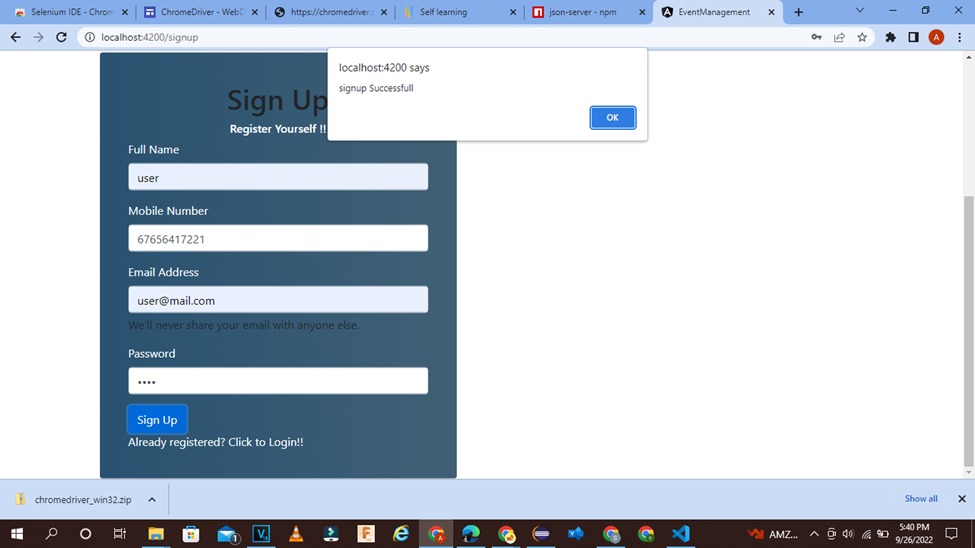 Selenium IDE - Chrom
ChromeDriver - WebD
https://chromedriver.s
Self learning
json-server - npm
EventManagement
localhost:4200/signup
A
localhost:4200 says
signup Successfull
OK
Sign Up
Register Yourself !!
Full Name
user
Mobile Number
67656417221
Email Address
user@mail.com
We'll never share your email with anyone else.
Password
••••
Sign Up
Already registered? Click to Login!!
chromedriver_win32.zip
Show all
1
AMZ...
5:40 PM
9/26/2022